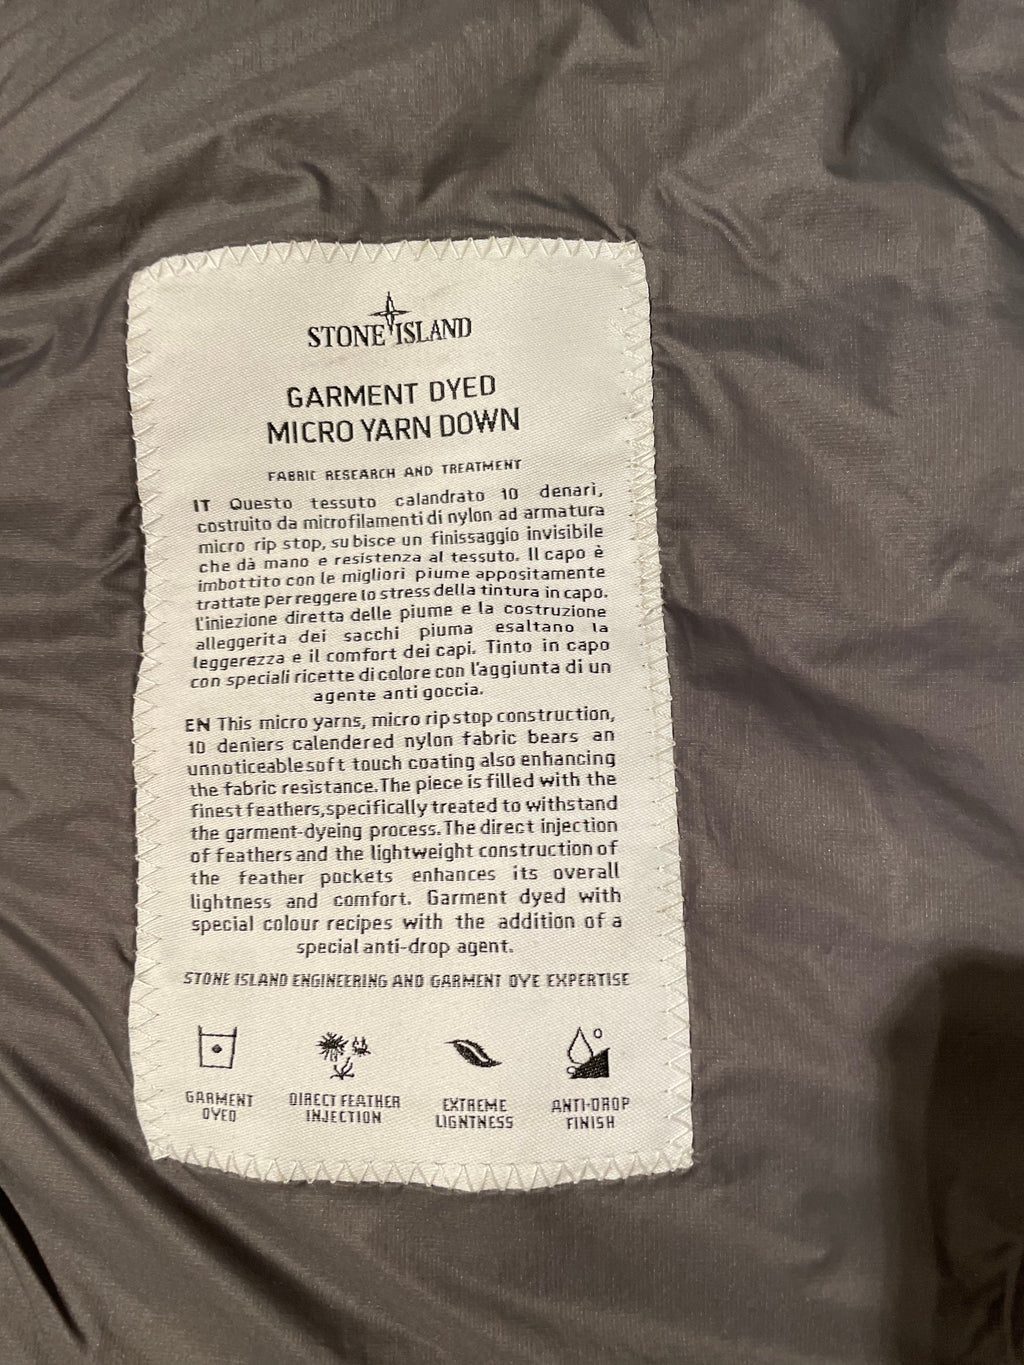 STONE ISLAND
GARMENT DYED
MICRO YARN DOWN
FABRIC RESEARCH AND TREATMENT
IT Questo tessuto calandrato 10 denari,
costruito da microfilamenti di nylon ad armatura
micro rip stop, subisce un finissaggio invisibile
che dà mano e resistenza al tessuto. Il capo è
imbottito con le migliori piume appositamente
trattate per reggere lo stress della tintura in capo.
L'iniezione diretta delle piume e la costruzione
alleggerita dei sacchi piuma esaltano la
leggerezza e il comfort dei capi. Tinto in capo
con speciali ricette di colore con l'aggiunta di un
agente anti goccia.
EN This micro yarns, micro rip stop construction,
10 deniers calendered nylon fabric bears an
unnoticeable soft touch coating also enhancing
the fabric resistance. The piece is filled with the
finest feathers, specifically treated to withstand
the garment-dyeing process. The direct injection
of feathers and the lightweight construction of
the feather pockets enhances its overall
lightness and comfort. Garment dyed with
special colour recipes with the addition of a
special anti-drop agent.
STONE ISLAND ENGINEERING AND GARMENT DYE EXPERTISE
GARMENT DYED
DIRECT FEATHER INJECTION
EXTREME LIGHTNESS
ANTI-DROP FINISH